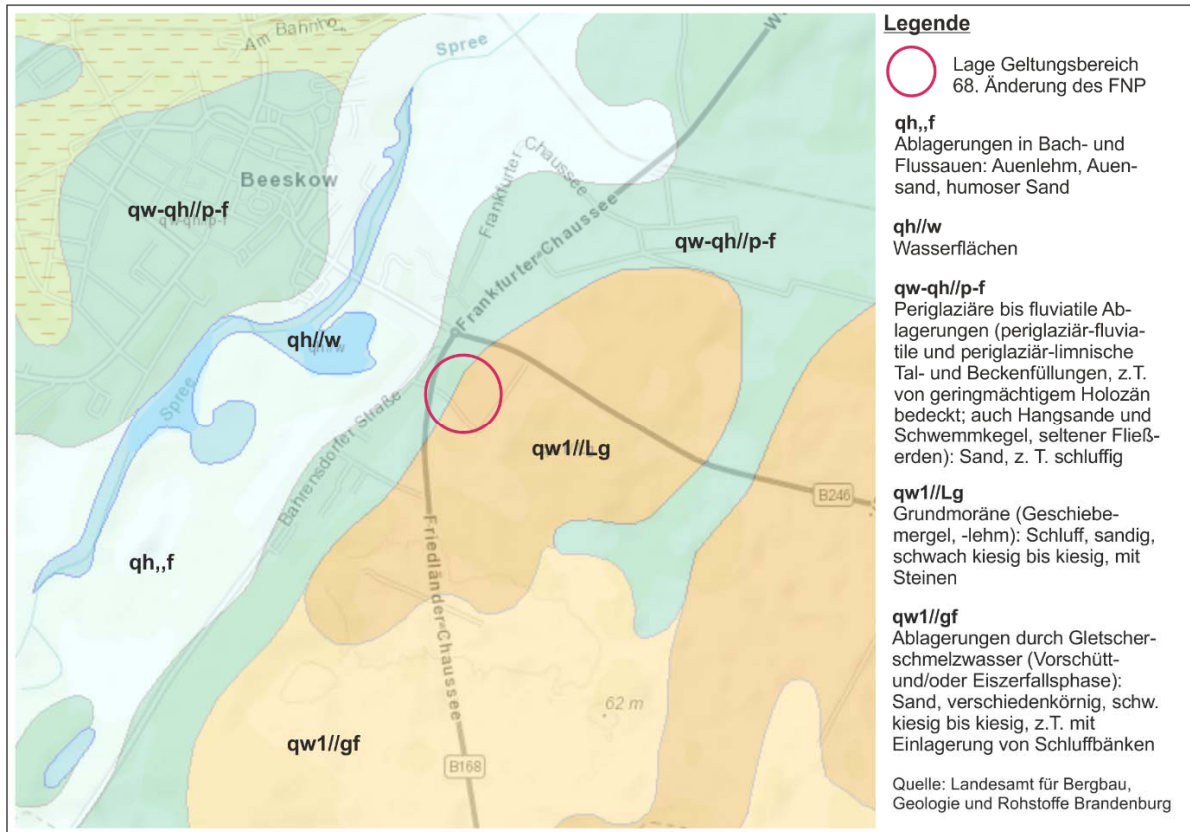 Am Bahnho
Spree
Beeskow
qw-qh//p-f
qw-qh//p-f
Frankfurter Chaussee
Frankfurter-Chaussee
qw-qh//p-f
qh//w
qh//w
Spree
Bahrensdorfer Straße
qw1//Lg
B246
qh,,f
Friedländer-Chaussee
62 m
qw1//gf
B168
Legende
Lage Geltungsbereich
68. Änderung des FNP
qh,,f
Ablagerungen in Bach- und
Flussauen: Auenlehm, Auen-
sand, humoser Sand
qh//w
Wasserflächen
qw-qh//p-f
Periglaziäre bis fluviatile Ab-
lagerungen (periglaziär-fluvia-
tile und periglaziär-limnische
Tal- und Beckenfüllungen, z.T.
von geringmächtigem Holozän
bedeckt; auch Hangsande und
Schwemmkegel, seltener Fließ-
erden): Sand, z. T. schluffig
qw1//Lg
Grundmoräne (Geschiebe-
mergel, -lehm): Schluff, sandig,
schwach kiesig bis kiesig, mit
Steinen
qw1//gf
Ablagerungen durch Gletscher-
schmelzwasser (Vorschütt-
und/oder Eiszerfallsphase):
Sand, verschiedenkörnig, schw.
kiesig bis kiesig, z.T. mit
Einlagerung von Schluffbänken
Quelle: Landesamt für Bergbau,
Geologie und Rohstoffe Brandenburg